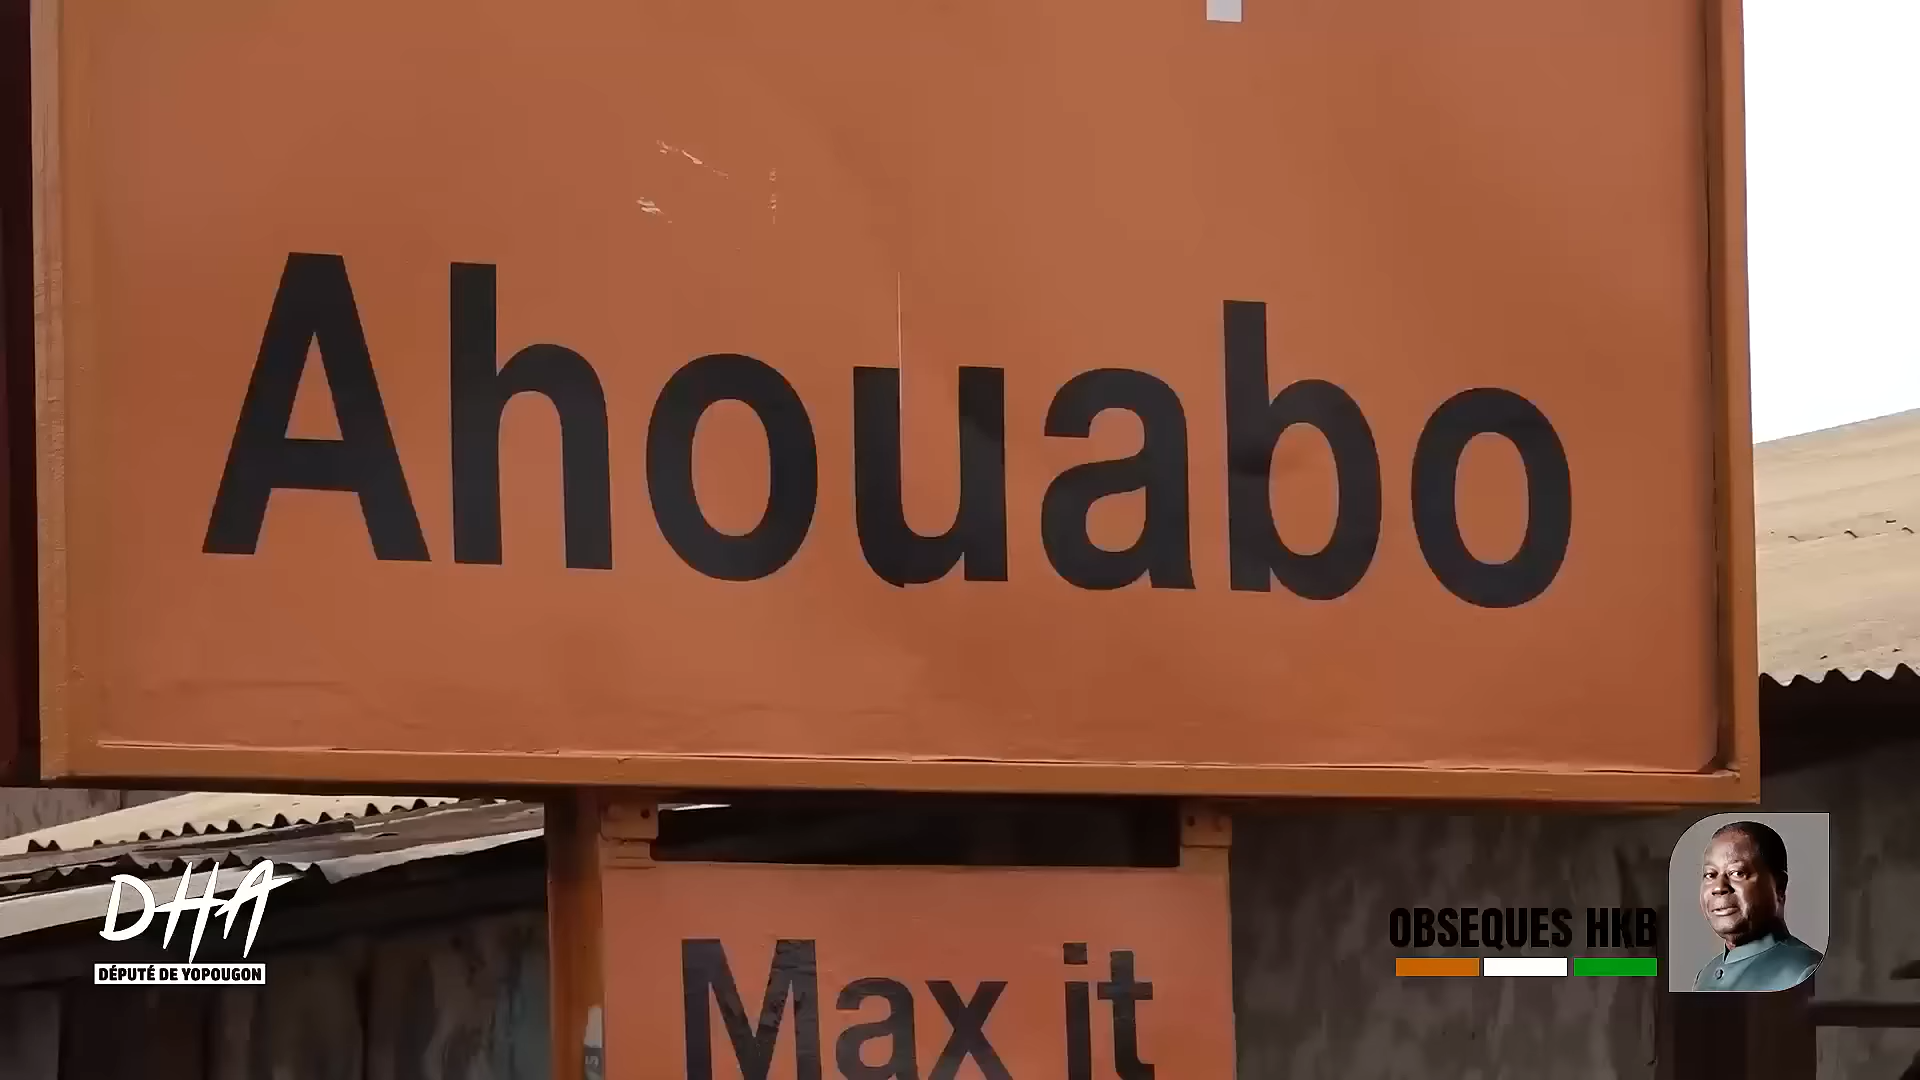 Ahouabo
Max it
DHA
DÉPUTÉ DE YOPOUGON
OBSEQUES HKB